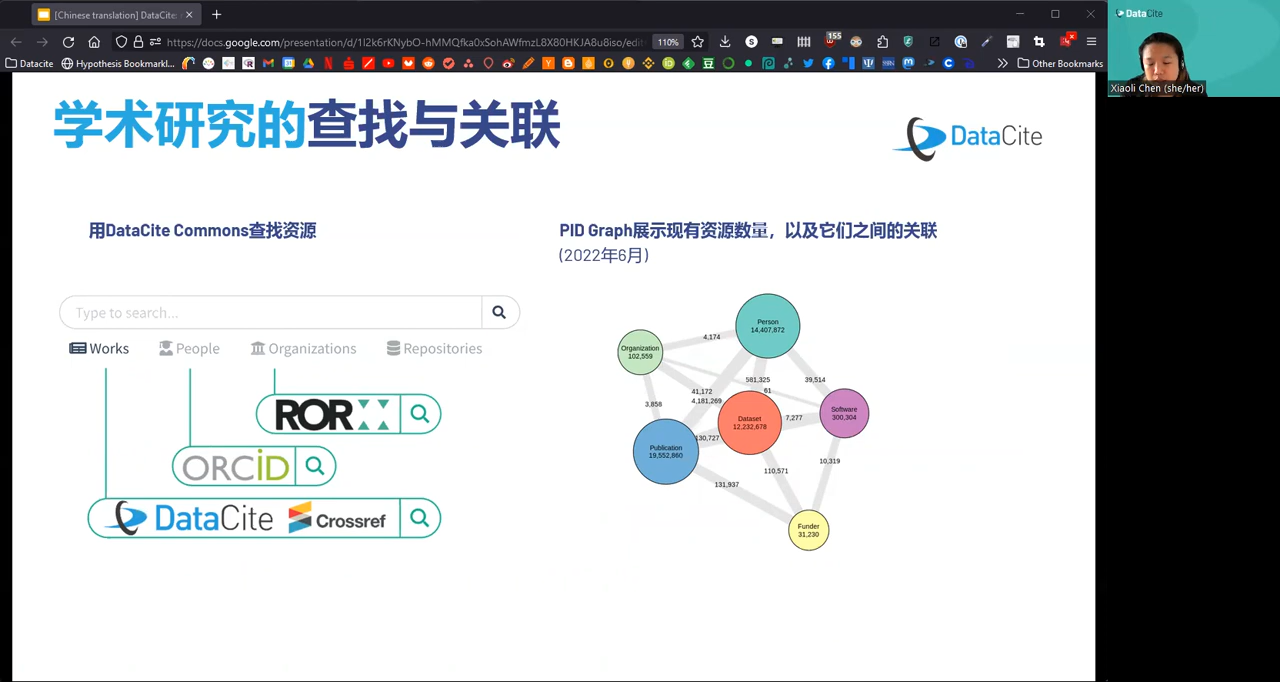 [Chinese translation] DataCite:
https://docs.google.com/presentation/d/1I2k6rKNybO-hMMQfka0xSohAWfmzL8X80HKJA8u8iso/edit
110%
155
Datacite
Hypothesis Bookmarkl...
Other Bookmarks
DataCite
Xiaoli Chen (she/her)
学术研究的查找与关联
DataCite
用DataCite Commons查找资源
Type to search...
Works
People
Organizations
Repositories
ROR
ORCID
DataCite
Crossref
PID Graph展示现有资源数量，以及它们之间的关联
(2022年6月)
Person
14,407,872
Organization
102,559
4,174
581,325
61
39,514
41,172
4,181,269
3,858
Software
300,304
Dataset
12,232,678
7,277
130,727
Publication
19,552,860
10,319
110,571
131,937
Funder
31,230